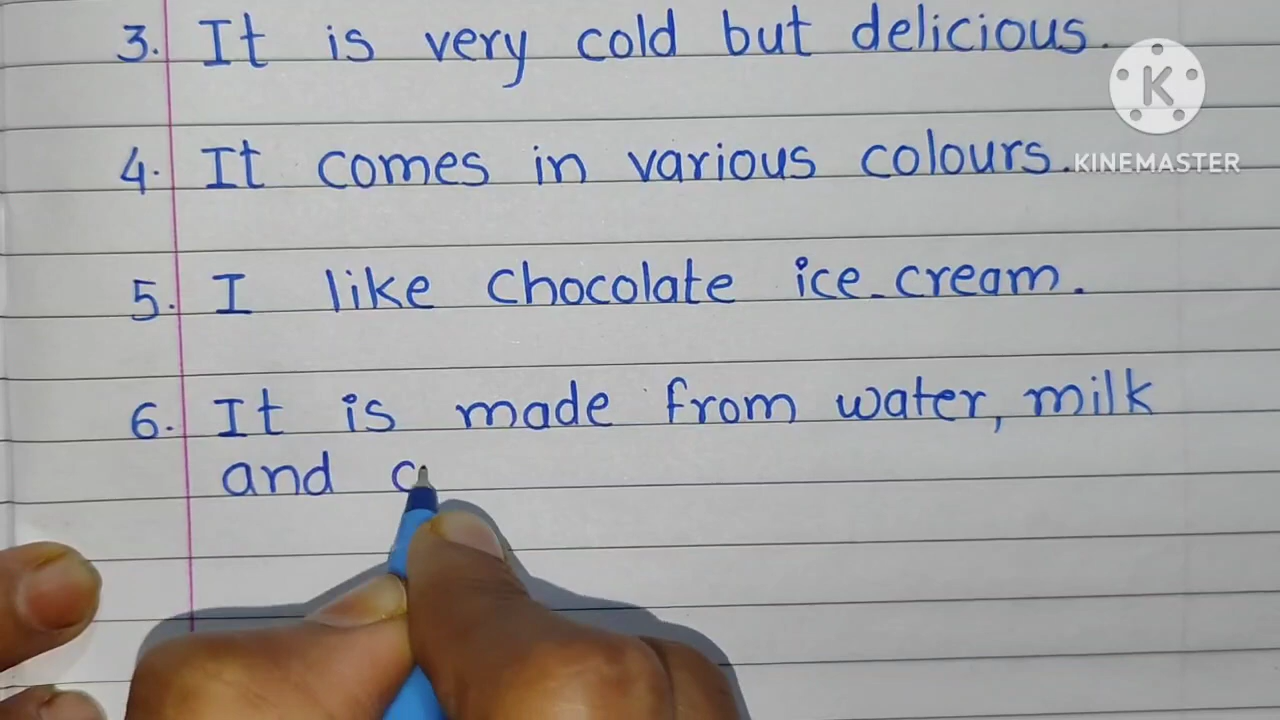 3. It is very cold but delicious.
K
4. It comes in various colours.
KINEMASTER
5. I like chocolate ice-cream.
6. It is made from water, milk
and